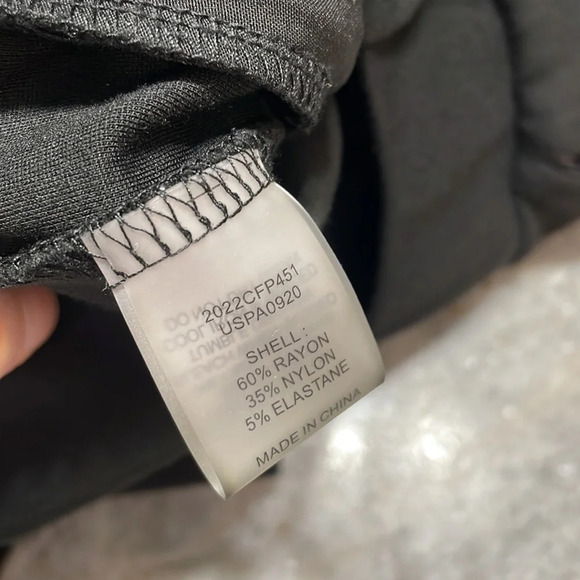 2022CFP451
USPA0920
SHELL:
60% RAYON
35% NYLON
5% ELASTANE
MADE IN CHINA